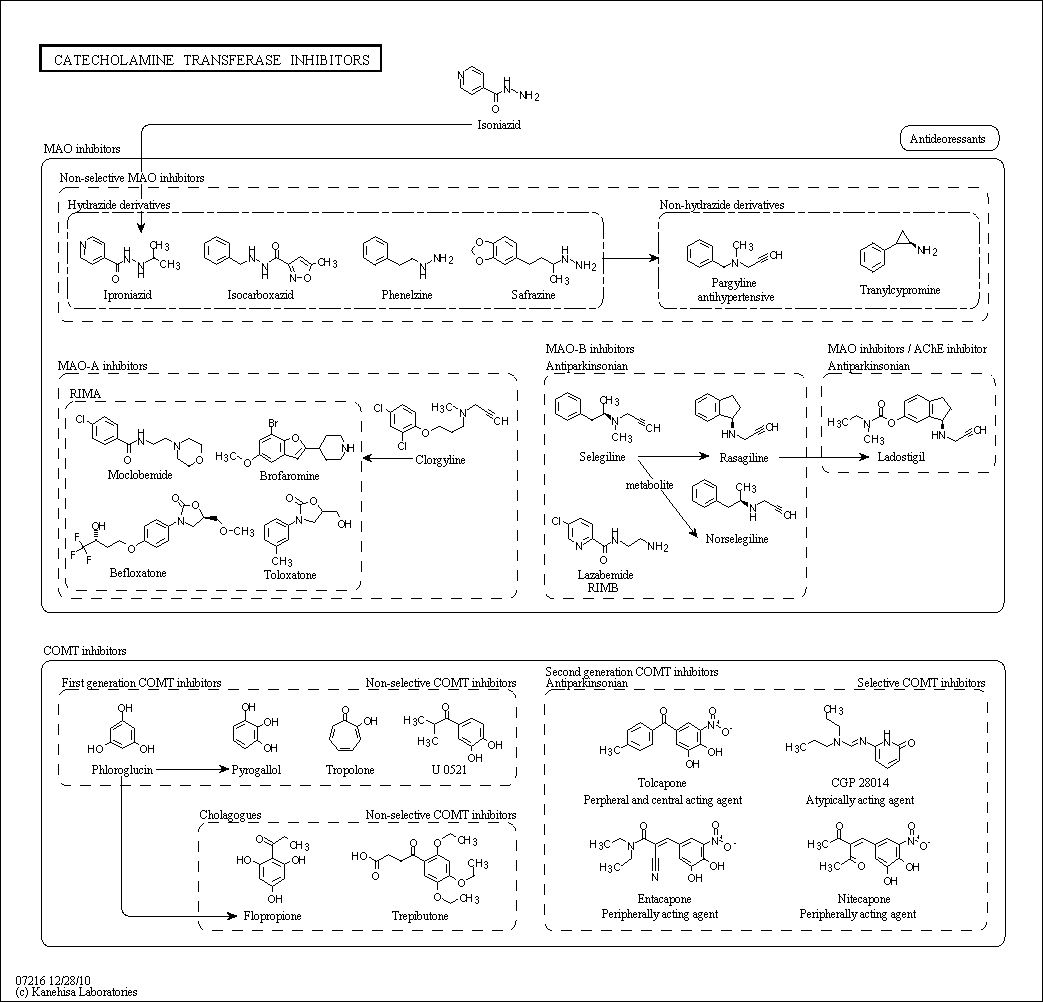 CATECHOLAMINE TRANSFERASE INHIBITORS
N
H
N
NH2
O
Isoniazid
Antideoressants
MAO inhibitors
Non-selective MAO inhibitors
Hydrazide derivatives
Non-hydrazide derivatives
Iproniazid
Isocarboxazid
Phenelzine
Safrazine
Pargyline
antihypertensive
Tranylcypromine
MAO-A inhibitors
MAO-B inhibitors
Antiparkinsonian
MAO inhibitors / AChE inhibitor
Antiparkinsonian
RIMA
Moclobemide
Brofaromine
Clorgyline
Selegiline
Rasagiline
Ladostigil
metabolite
Norselegiline
Befloxatone
Toloxatone
Lazabemide
RIMB
COMT inhibitors
First generation COMT inhibitors
Non-selective COMT inhibitors
Second generation COMT inhibitors
Antiparkinsonian
Selective COMT inhibitors
Phloroglucin
Pyrogallol
Tropolone
U 0521
Tolcapone
Perpheral and central acting agent
CGP 28014
Atypically acting agent
Cholagogues
Non-selective COMT inhibitors
Flopropione
Trepibutone
Entacapone
Peripherally acting agent
Nitecapone
Peripherally acting agent
07216 12/28/10
(c) Kanehisa Laboratories